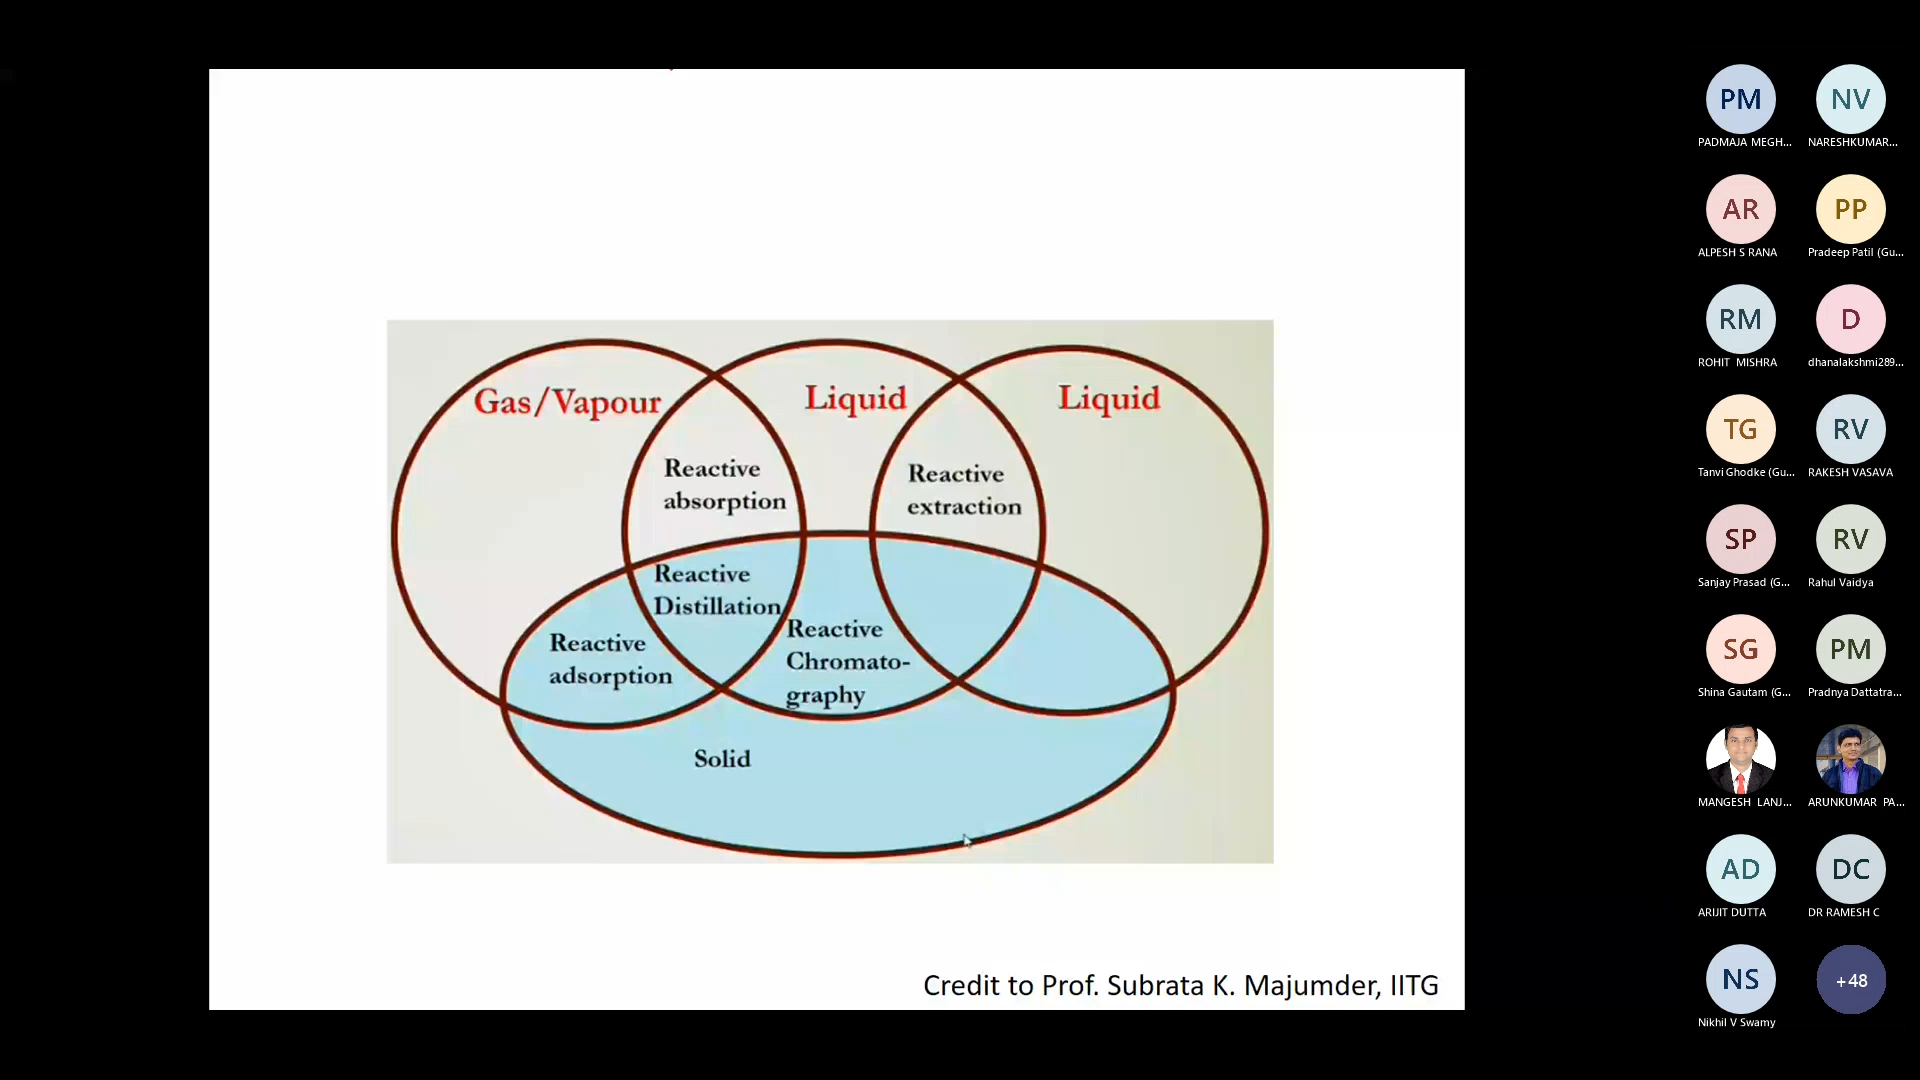 Gas/Vapour
Liquid
Liquid
Reactive
absorption
Reactive
extraction
Reactive
Distillation
Reactive
adsorption
Reactive
Chromato-
graphy
Solid
Credit to Prof. Subrata K. Majumder, IITG
PM
PADMAJA MEGH...
NV
NARESHKUMAR...
AR
ALPESH S RANA
PP
Pradeep Patil (Gu...
RM
ROHIT MISHRA
D
dhanalakshmi289...
TG
Tanvi Ghodke (Gu...
RV
RAKESH VASAVA
SP
Sanjay Prasad (G...
RV
Rahul Vaidya
SG
Shina Gautam (G...
PM
Pradnya Dattatra...
MANGESH LANJ...
ARUNKUMAR PA...
AD
ARIJIT DUTTA
DC
DR RAMESH C
NS
Nikhil V Swamy
+48